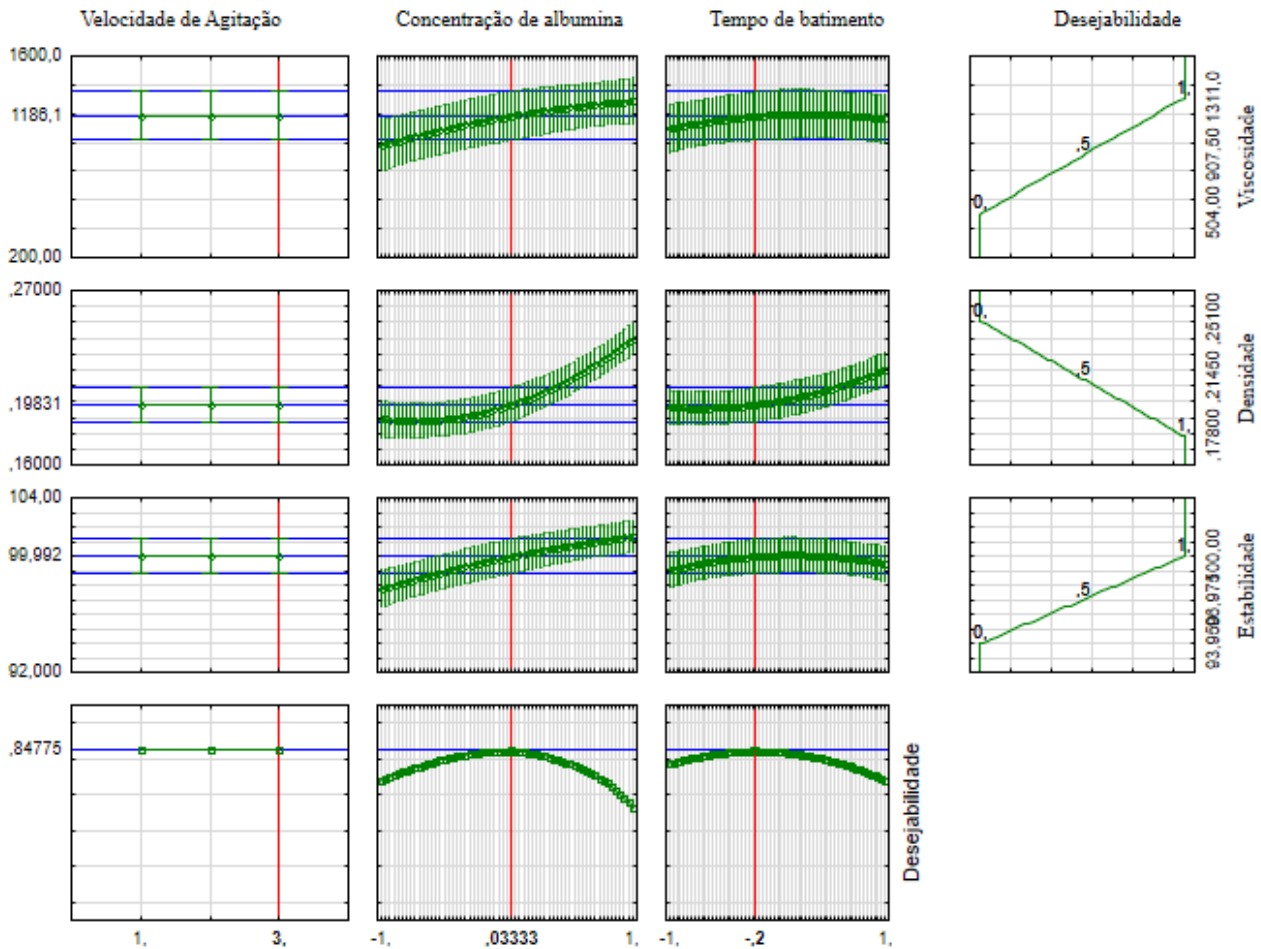 Velocidade de Agitação
Concentração de albumina
Tempo de batimento
Desejabilidade
1600,0
1186,1
200,00
1,
,5
0,
504,00 907,50 1311,0
Viscosidade
,27000
,19831
,16000
0,
,5
1,
,17800 ,21450 ,25100
Densidade
104,00
99,992
92,000
1,
,5
0,
Estabilidade
,84775
Desejabilidade
1, 3,
-1, ,03333 1,
-1, -,2 1,